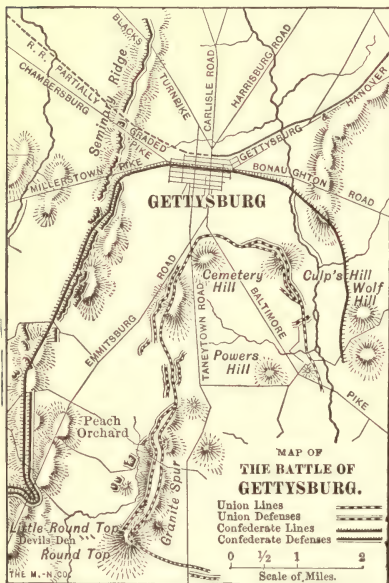 BLACKS
TURNPIKE
CARLISLE ROAD
HARRISBURG ROAD
R.R. PARTIALLY
GRADED
CHAMBERSBURG
PIKE
Seminary Ridge
GETTYSBURG & HANOVER
MILLERSTOWN PIKE
BONAUGHTON
ROAD
GETTYSBURG
EMMITSBURG ROAD
TANEYTOWN ROAD
BALTIMORE
PIKE
Cemetery
Hill
Culp's Hill
Wolf
Hill
Powers
Hill
Peach
Orchard
Granite Spur
Little Round Top
Devils Den
Round Top
MAP OF
THE BATTLE OF
GETTYSBURG.
Union Lines
Union Defenses
Confederate Lines
Confederate Defenses
0 ½ 1 2
Scale of Miles.
THE M.-N. CO.